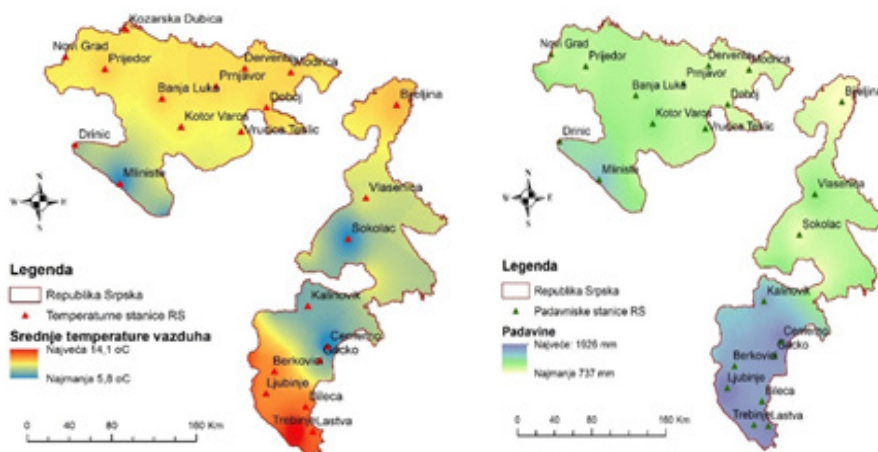 Kozarska Dubica
Novi Grad
Prijedor
Derventa
Modrica
Prnjavor
Banja Luka
Doboj
Bijeljina
Kotor Varos
Vrucica Teslic
Drinic
Mliniste
Vlasenica
Sokolac
N
W E
S
Legenda
Republika Srpska
Temperaturne stanice RS
Srednje temperature vazduha
Najveća 14,1 oC
Najmanja 5,8 oC
Kalinovik
Cemerno
Gacko
Berkovici
Ljubinje
Bileca
Trebinje Lastva
0 40 80 160 Km
Novi Grad
Prijedor
Derventa
Modrica
Prnjavor
Banja Luka
Doboj
Bijeljina
Kotor Varos
Drinic
Mliniste
Vlasenica
Sokolac
N
W E
S
Legenda
Republika Srpska
Padavinske stanice RS
Padavine
Najveće: 1926 mm
Najmanja 737 mm
Kalinovik
Cemerno
Gacko
Berkovici
Ljubinje
Bileca
Trebinje Lastva
0 40 80 160 Km